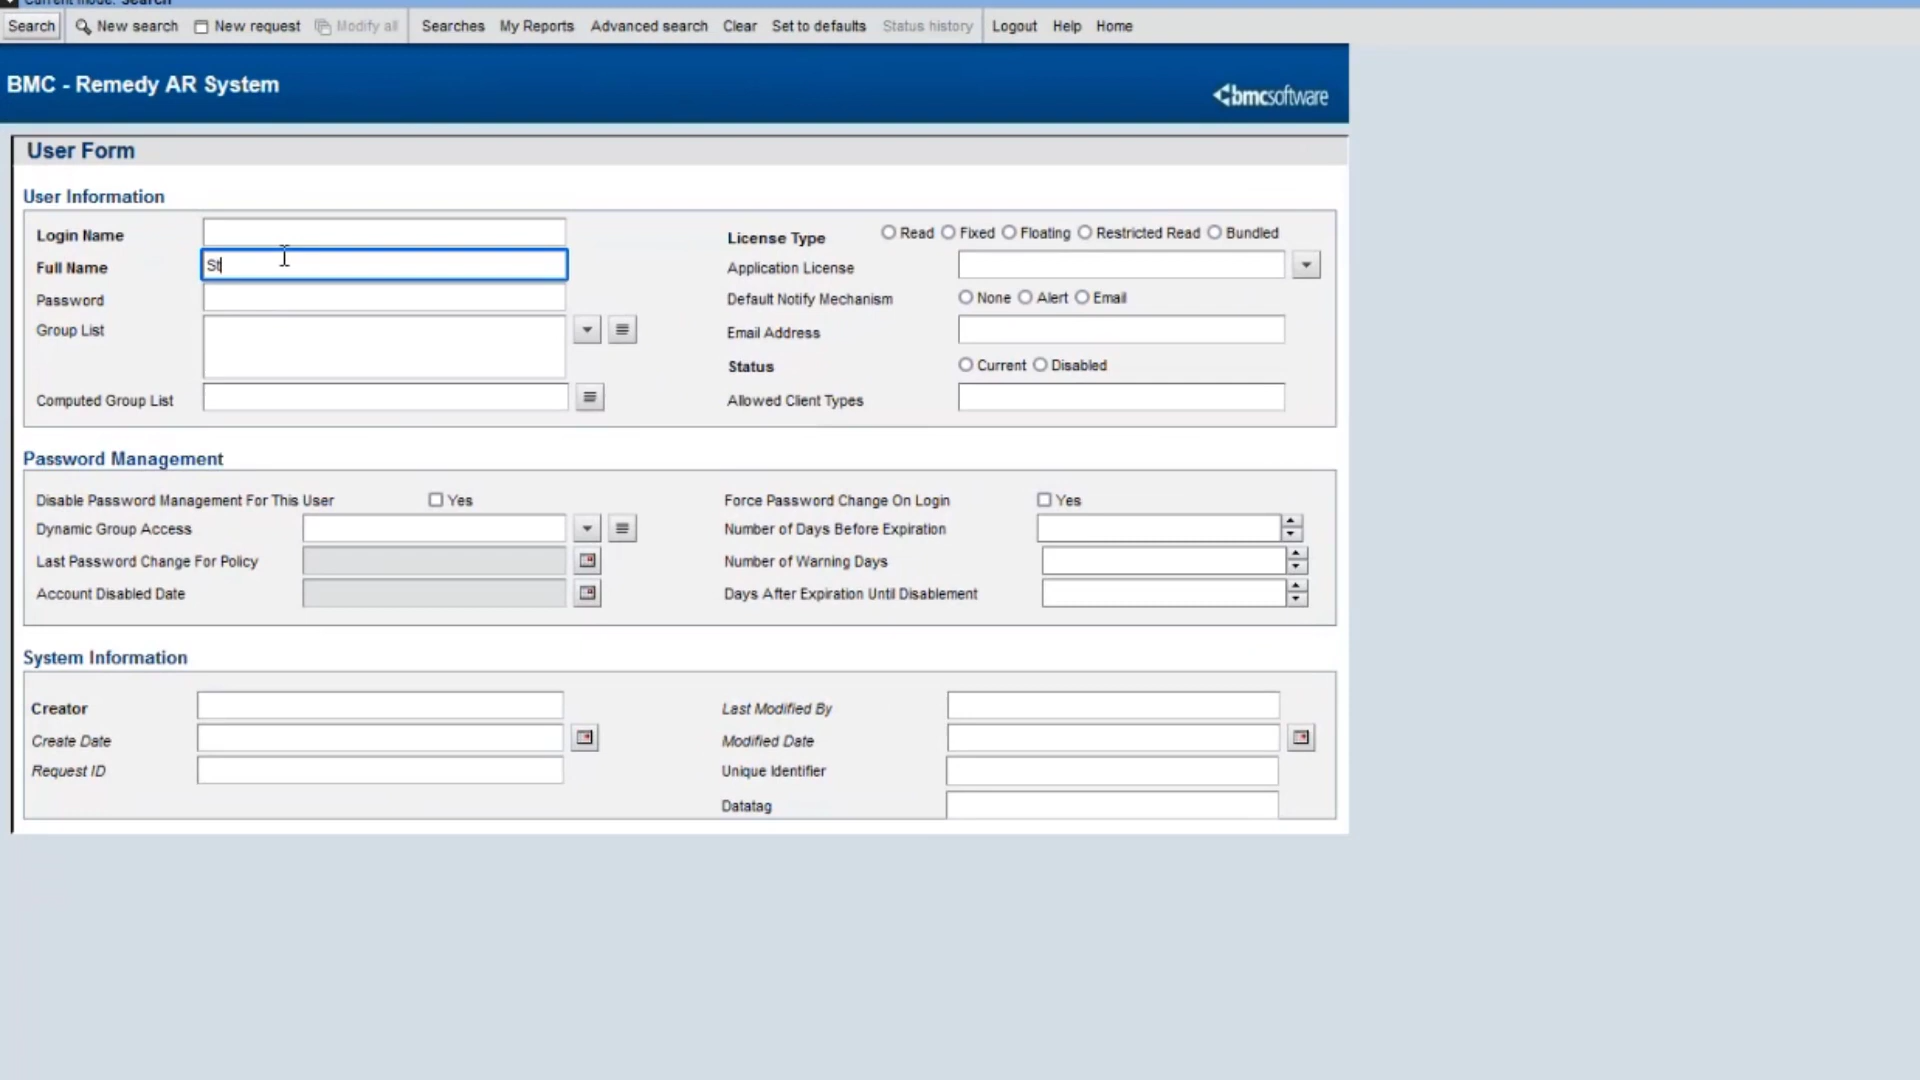 Current mode: Search
Search New search New request Modify all Searches My Reports Advanced search Clear Set to defaults Status history Logout Help Home
BMC - Remedy AR System
bmcsoftware
User Form
User Information
Login Name
License Type Read Fixed Floating Restricted Read Bundled
Full Name St
Application License
Password
Default Notify Mechanism None Alert Email
Group List
Email Address
Status Current Disabled
Computed Group List
Allowed Client Types
Password Management
Disable Password Management For This User Yes
Force Password Change On Login Yes
Dynamic Group Access
Number of Days Before Expiration
Last Password Change For Policy
Number of Warning Days
Account Disabled Date
Days After Expiration Until Disablement
System Information
Creator
Last Modified By
Create Date
Modified Date
Request ID
Unique Identifier
Datatag